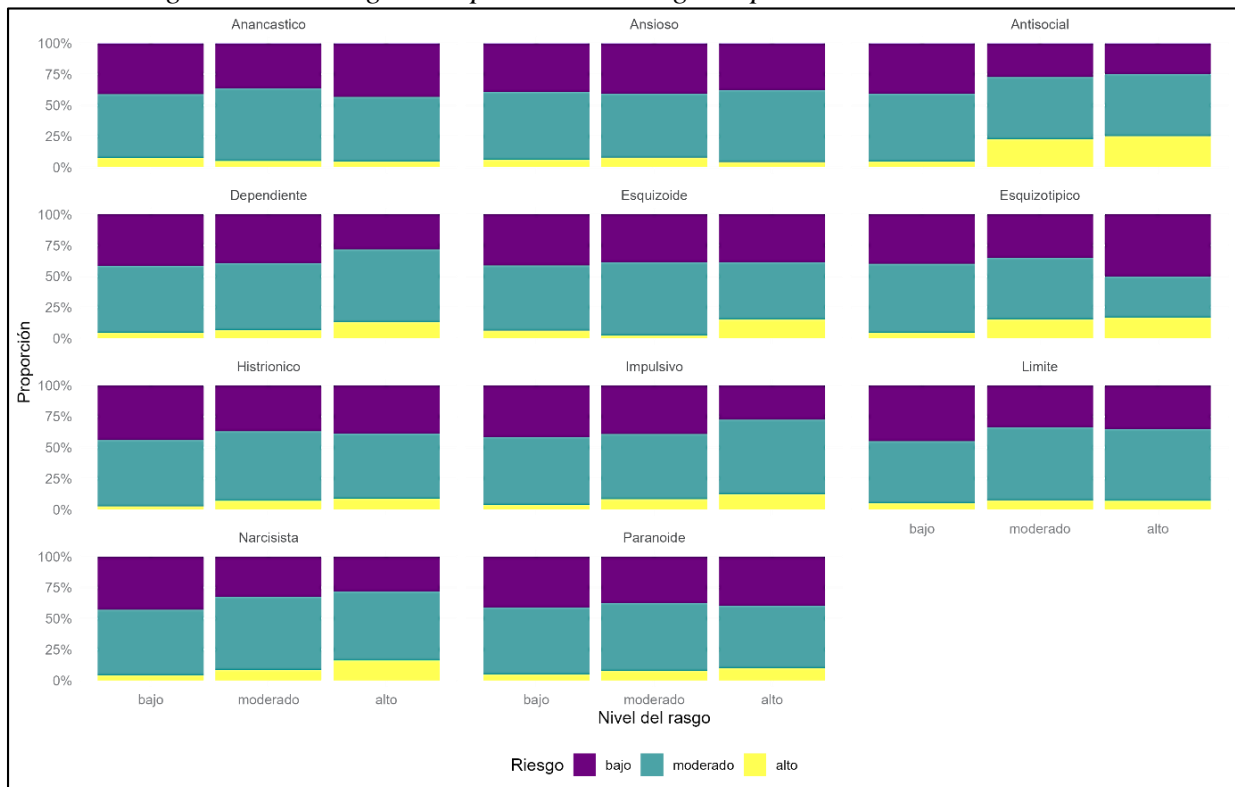 Anancastico Ansioso Antisocial
100% 75% 50% 25% 0%
Dependiente Esquizoide Esquizotipico
100% 75% 50% 25% 0%
Proporción
Histrionico Impulsivo Limite
100% 75% 50% 25% 0%
bajo moderado alto
Narcisista Paranoide
100% 75% 50% 25% 0%
bajo moderado alto bajo moderado alto
Nivel del rasgo
Riesgo bajo moderado alto